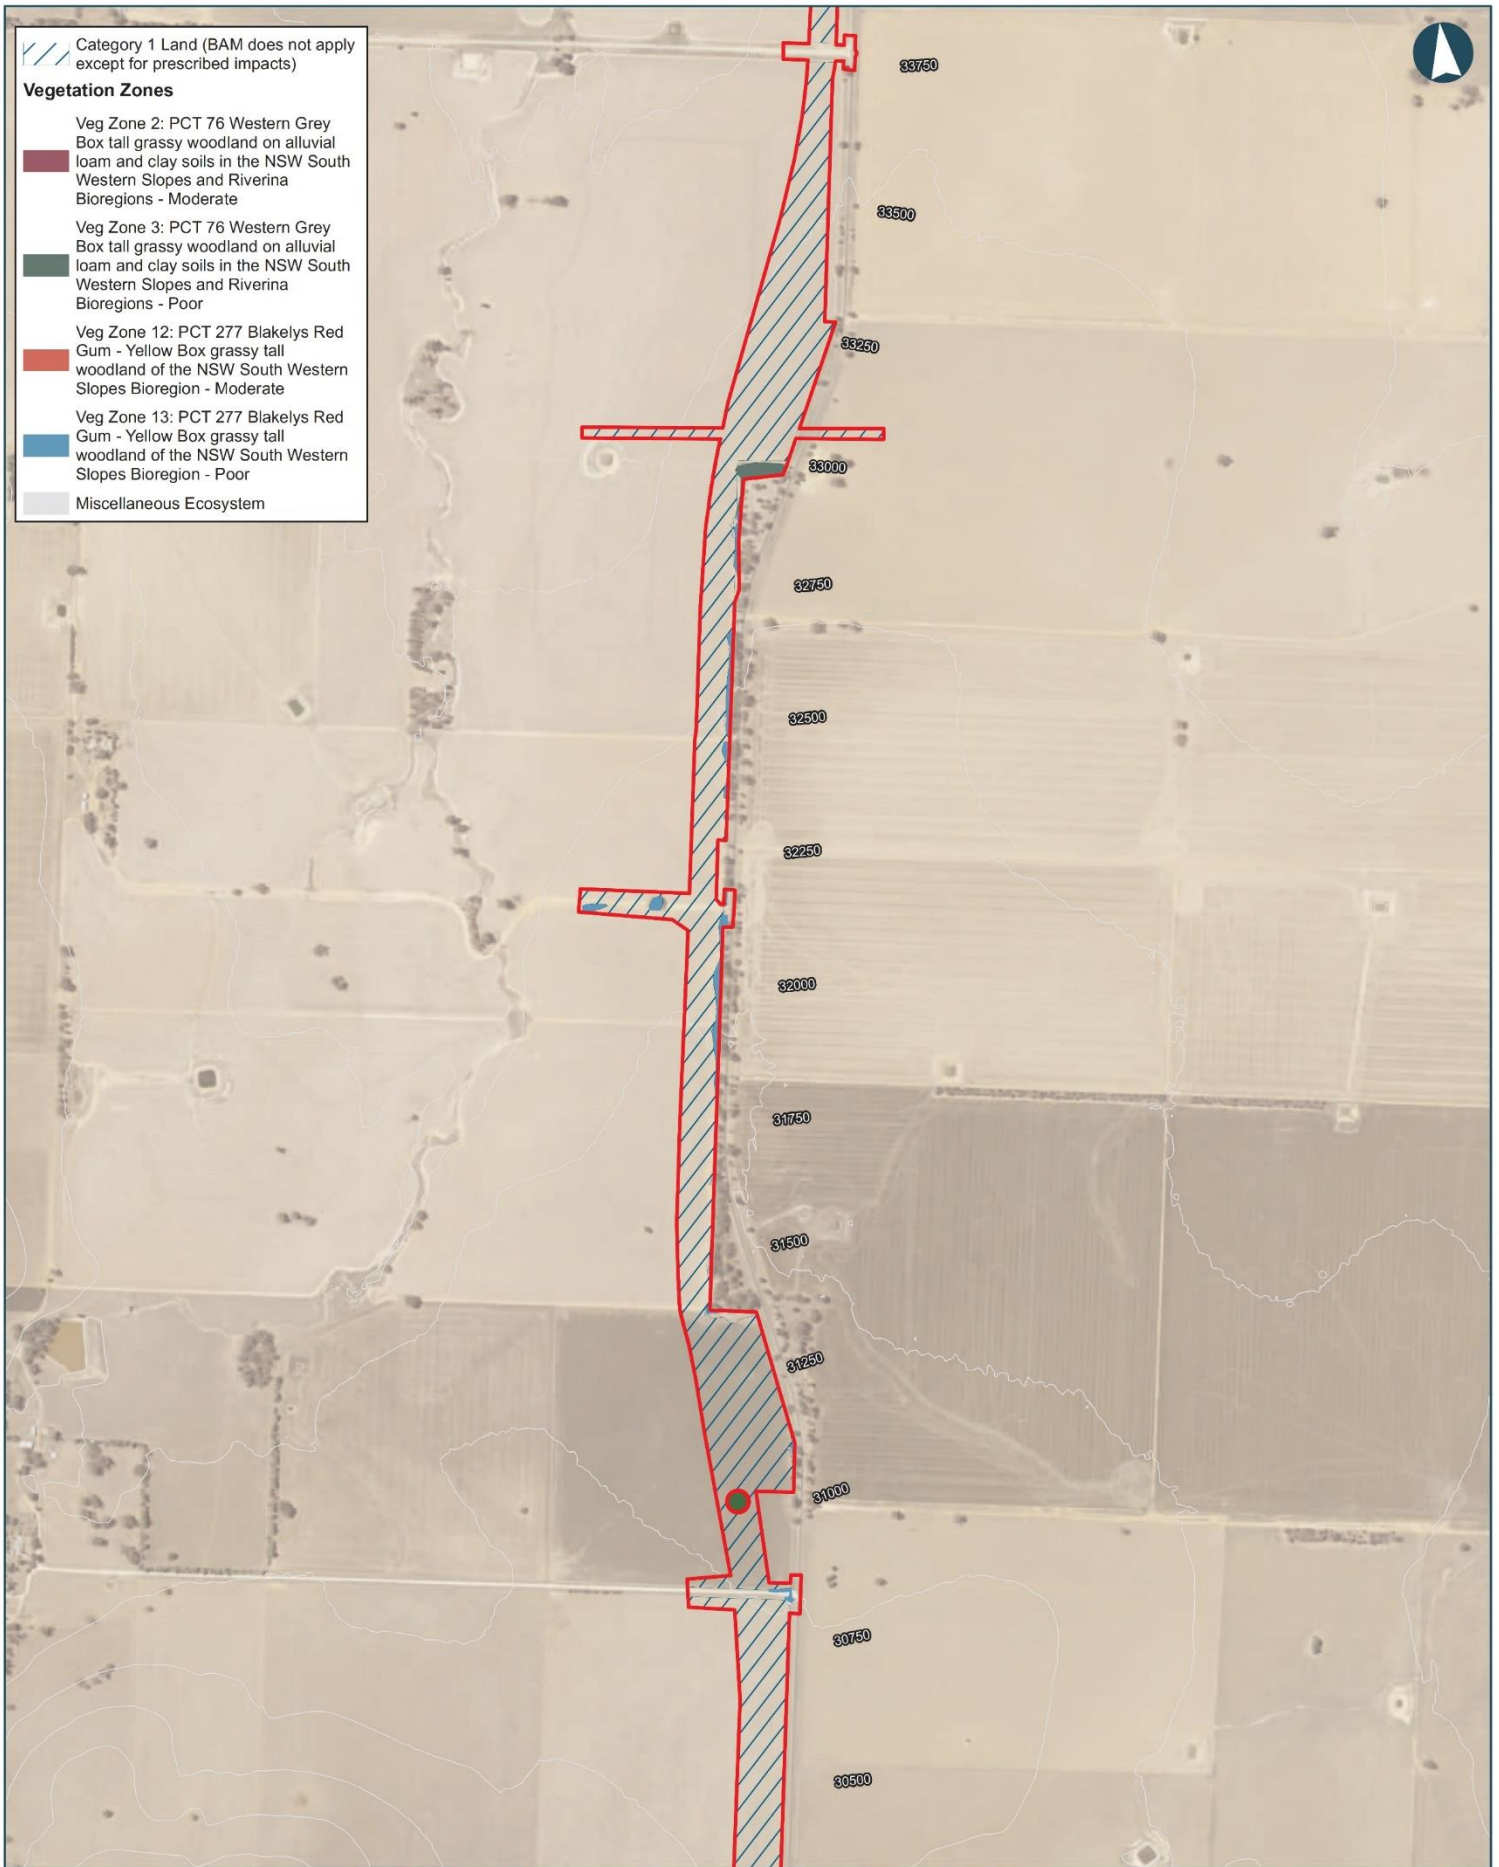 Category 1 Land (BAM does not apply
except for prescribed impacts)
Vegetation Zones
Veg Zone 2: PCT 76 Western Grey
Box tall grassy woodland on alluvial
loam and clay soils in the NSW South
Western Slopes and Riverina
Bioregions - Moderate
Veg Zone 3: PCT 76 Western Grey
Box tall grassy woodland on alluvial
loam and clay soils in the NSW South
Western Slopes and Riverina
Bioregions - Poor
Veg Zone 12: PCT 277 Blakelys Red
Gum - Yellow Box grassy tall
woodland of the NSW South Western
Slopes Bioregion - Moderate
Veg Zone 13: PCT 277 Blakelys Red
Gum - Yellow Box grassy tall
woodland of the NSW South Western
Slopes Bioregion - Poor
Miscellaneous Ecosystem
33750
33500
33250
33000
32750
32500
32250
32000
31750
31500
31250
31000
30750
30500